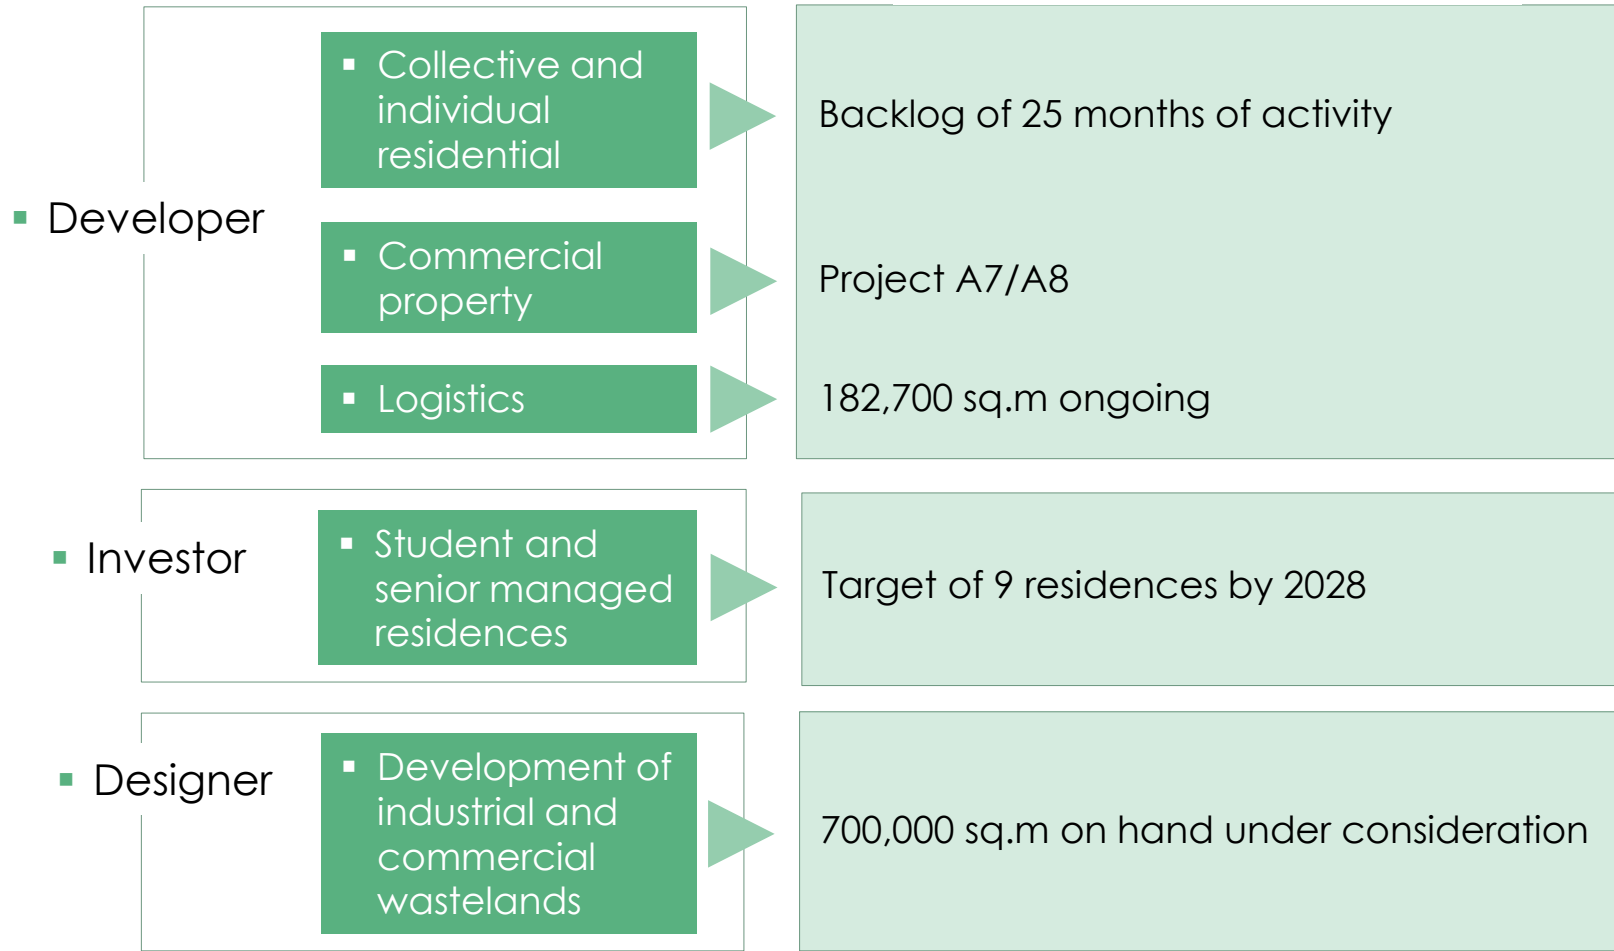 ▪ Developer
▪ Collective and
individual
residential
Backlog of 25 months of activity
▪ Commercial
property
Project A7/A8
▪ Logistics
182,700 sq.m ongoing
▪ Investor
▪ Student and
senior managed
residences
Target of 9 residences by 2028
▪ Designer
▪ Development of
industrial and
commercial
wastelands
700,000 sq.m on hand under consideration